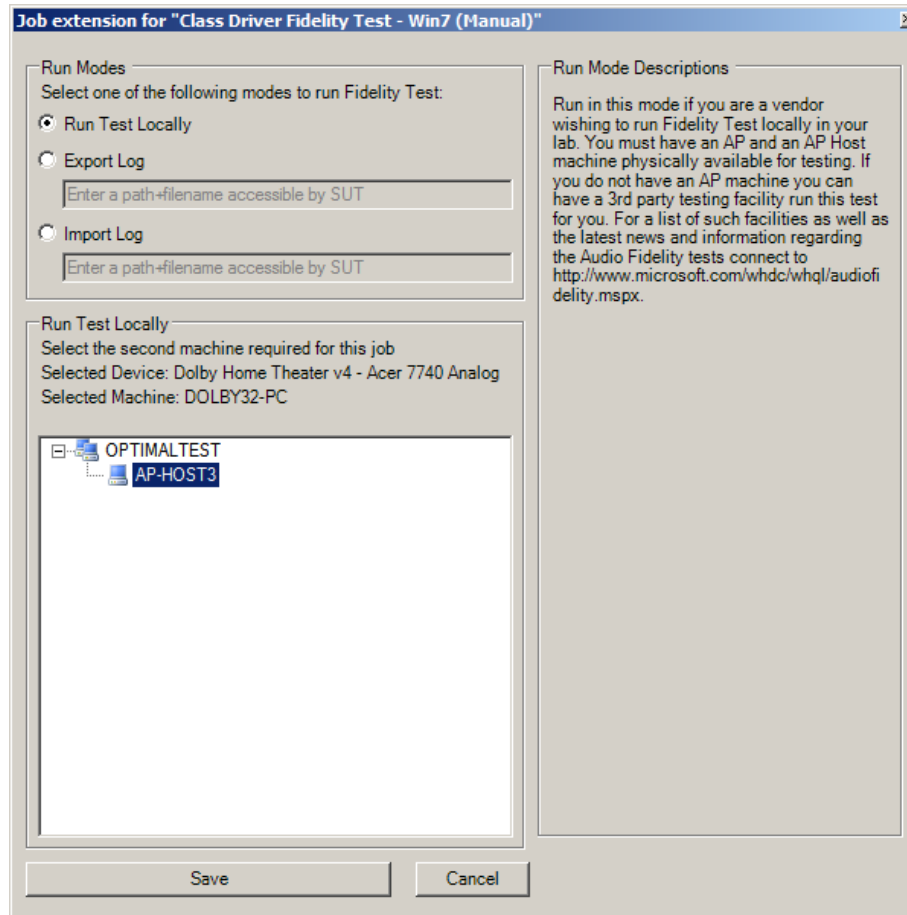 Job extension for "Class Driver Fidelity Test - Win7 (Manual)"
Run Modes
Select one of the following modes to run Fidelity Test:
Run Test Locally
Export Log
Enter a path+filename accessible by SUT
Import Log
Enter a path+filename accessible by SUT
Run Test Locally
Select the second machine required for this job
Selected Device: Dolby Home Theater v4 - Acer 7740 Analog
Selected Machine: DOLBY32-PC
OPTIMALTEST
AP-HOST3
Save
Cancel
Run Mode Descriptions
Run in this mode if you are a vendor
wishing to run Fidelity Test locally in your
lab. You must have an AP and an AP Host
machine physically available for testing. If
you do not have an AP machine you can
have a 3rd party testing facility run this test
for you. For a list of such facilities as well as
the latest news and information regarding
the Audio Fidelity tests connect to
http://www.microsoft.com/whdc/whql/audiofi
delity.mspx.